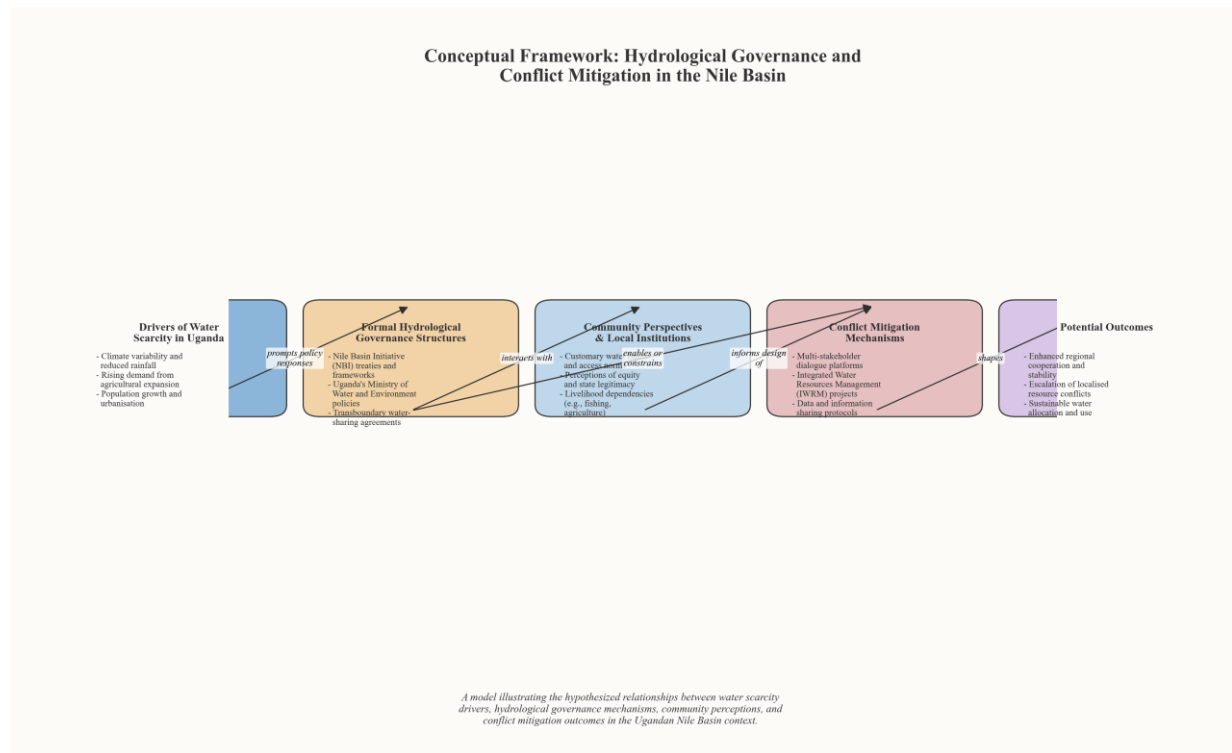 Conceptual Framework: Hydrological Governance and
Conflict Mitigation in the Nile Basin
Drivers of Water
Scarcity in Uganda
- Climate variability and
reduced rainfall
- Rising demand from
agricultural expansion
- Population growth and
urbanisation
prompts policy
responses
Formal Hydrological
Governance Structures
- Nile Basin Initiative
(NBI) treaties and
frameworks
- Uganda's Ministry of
Water and Environment
policies
- Transboundary water-
sharing agreements
interacts with
Community Perspectives
& Local Institutions
- Customary
and access
- Perceptions of equity
and state legitimacy
- Livelihood dependencies
(e.g., fishing,
agriculture)
enables or
constrains
informs design
of
Conflict Mitigation
Mechanisms
- Multi-stakeholder
dialogue platforms
- Integrated Water
Resources Management
(IWRM) projects
- Data and information
sharing protocols
shapes
Potential Outcomes
- Enhanced regional
cooperation and
stability
- Escalation of localised
resource conflicts
- Sustainable water
allocation and use
A model illustrating the hypothesized relationships between water scarcity
drivers, hydrological governance mechanisms, community perceptions, and
conflict mitigation outcomes in the Ugandan Nile Basin context.